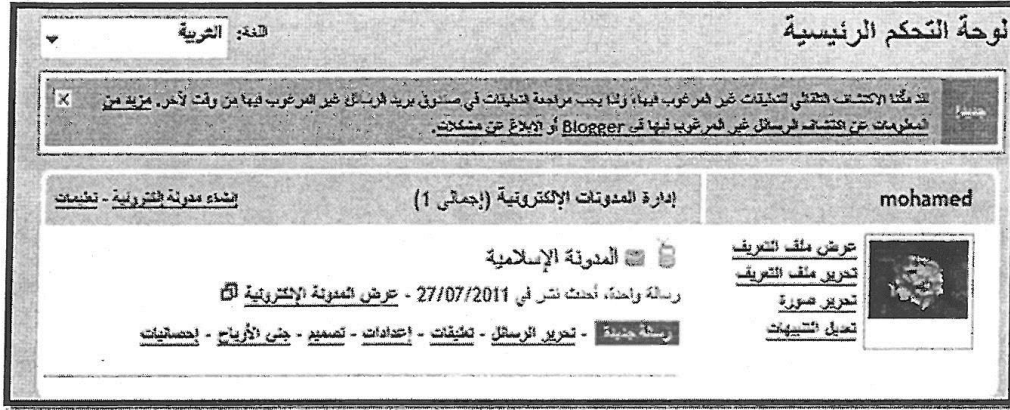 لوحة التحكم الرئيسية
اللغة: العربية
جديد!
لقد مكّنا الاكتشاف التلقائي للتعليقات غير المرغوب فيها، ولذا يجب مراجعة التعليقات في صندوق بريد الرسائل غير المرغوب فيها من وقت لآخر. مزيد من
المعلومات عن اكتشاف الرسائل غير المرغوب فيها في Blogger أو الإبلاغ عن مشكلات.
mohamed
إدارة المدونات الإلكترونية (إجمالي 1)
إنشاء مدونة إلكترونية - تعليمات
عرض ملف التعريف
تحرير ملف التعريف
تحرير صورة
تعديل التنبيهات
المدونة الإسلامية
رسالة واحدة، أحدث نشر في 27/07/2011 - عرض المدونة الإلكترونية
رسالة جديدة - تحرير الرسائل - تعليقات - إعدادات - تصميم - جني الأرباح - إحصائيات